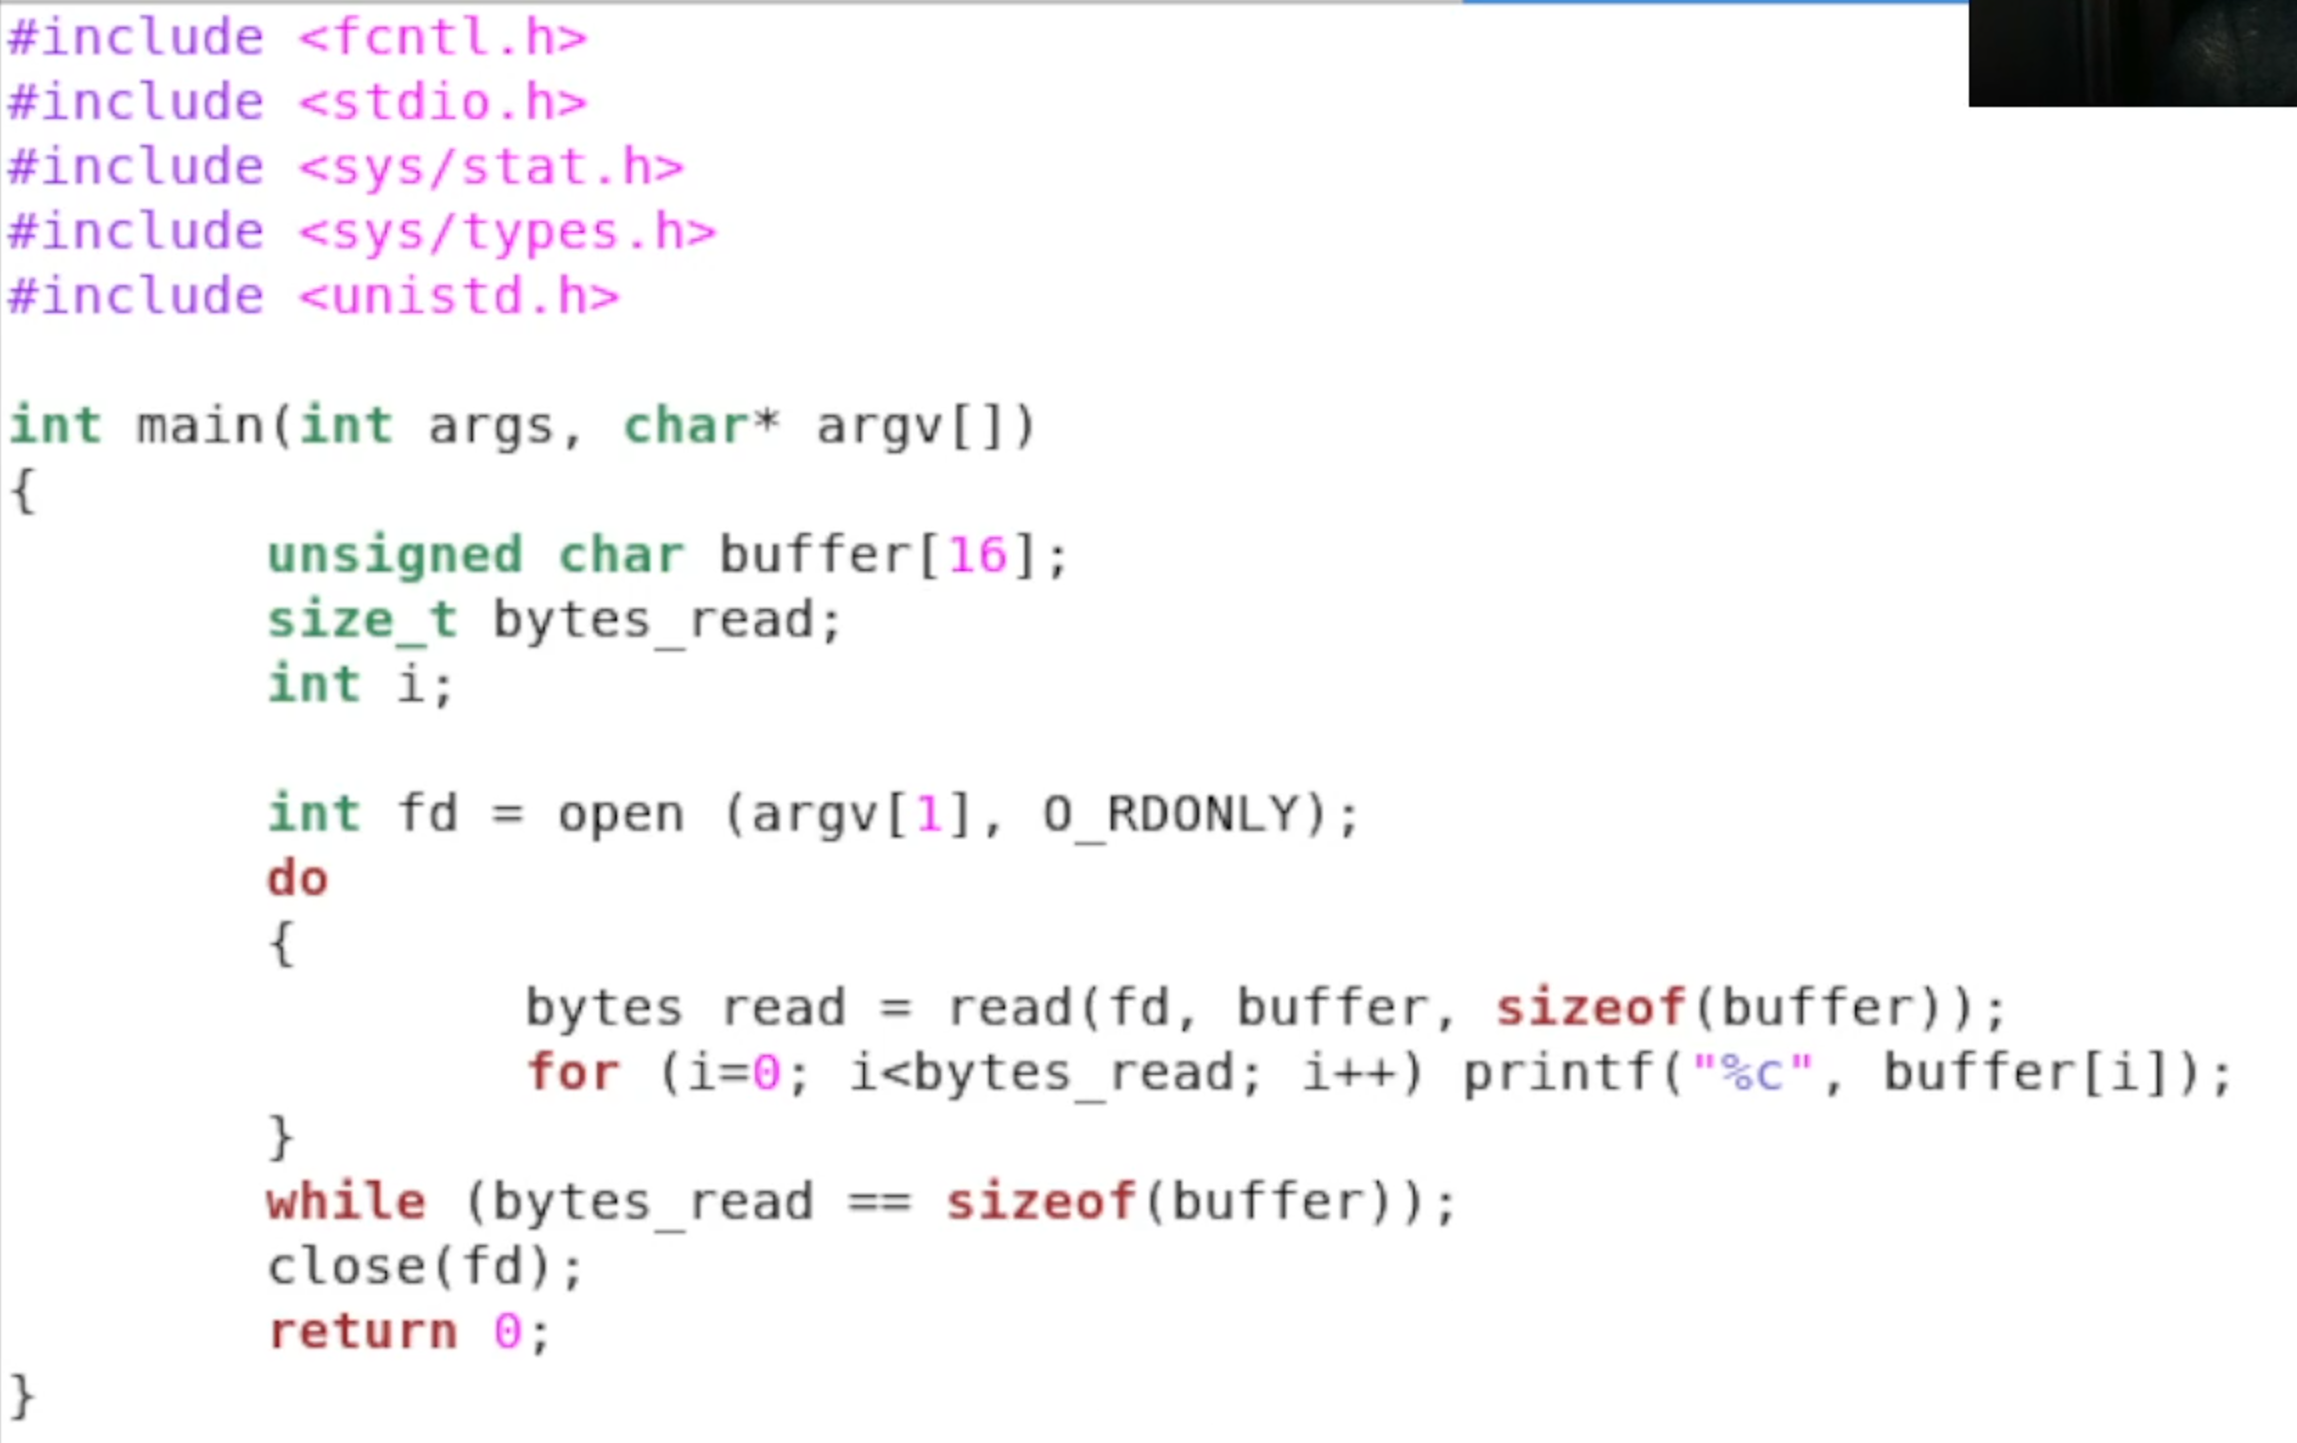 #include <fcntl.h>
#include <stdio.h>
#include <sys/stat.h>
#include <sys/types.h>
#include <unistd.h>

int main(int args, char* argv[])
{
        unsigned char buffer[16];
        size_t bytes_read;
        int i;

        int fd = open (argv[1], O_RDONLY);
        do
        {
                bytes read = read(fd, buffer, sizeof(buffer));
                for (i=0; i<bytes_read; i++) printf("%c", buffer[i]);
        }
        while (bytes_read == sizeof(buffer));
        close(fd);
        return 0;
}